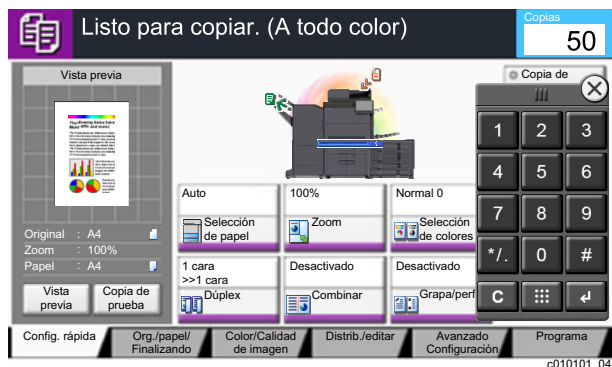 Listo para copiar. (A todo color)
Copias
50
Vista previa
Copia de
Original : A4
Zoom : 100%
Papel : A4
Vista
previa
Copia de
prueba
Auto
Selección
de papel
100%
Zoom
Normal 0
Selección
de colores
1 cara
>>1 cara
Dúplex
Desactivado
Combinar
Desactivado
Grapa/perf
1 2 3
4 5 6
7 8 9
*/. 0 #
C
Config. rápida
Org./papel/
Finalizando
Color/Calidad
de imagen
Distrib./editar
Avanzado
Configuración
Programa
c010101_04